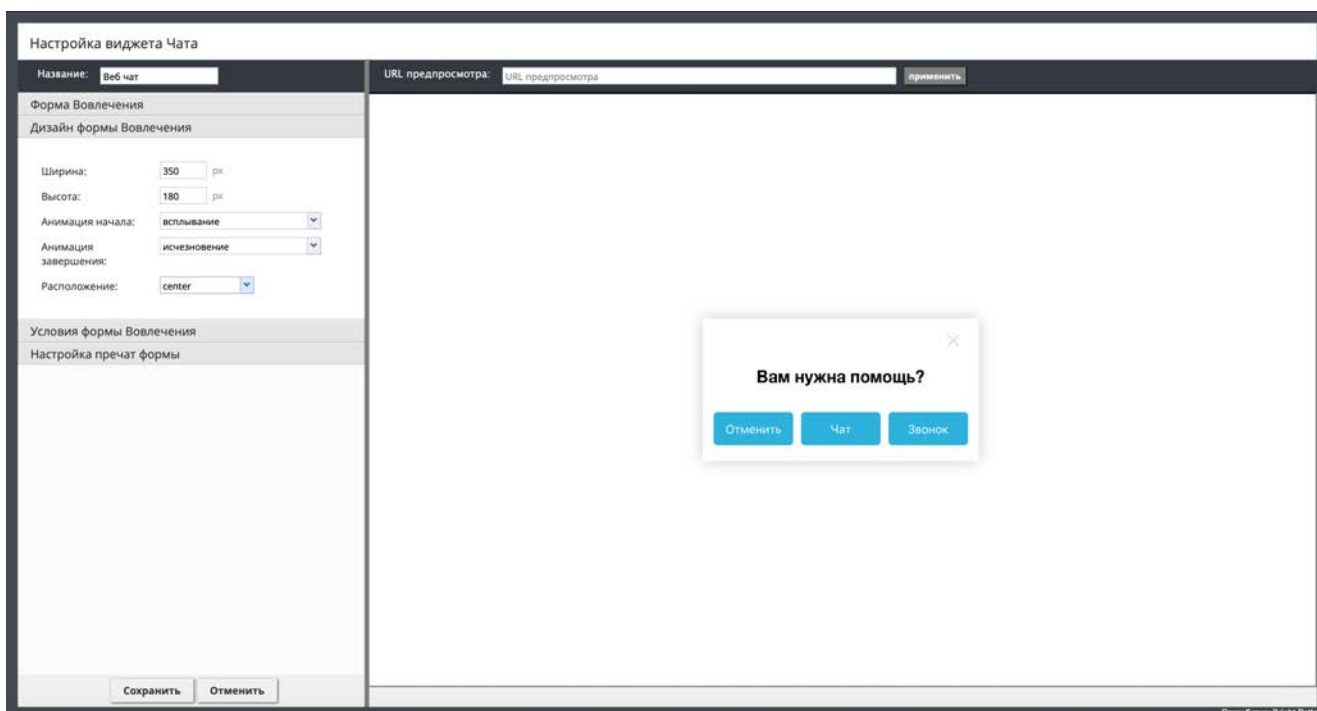 Настройка виджета Чата
Название: Веб чат
URL предпросмотра: URL предпросмотра применить
Форма Вовлечения
Дизайн формы Вовлечения
Ширина: 350 px
Высота: 180 px
Анимация начала: всплывание
Анимация завершения: исчезновение
Расположение: center
Условия формы Вовлечения
Настройка пречат формы
Вам нужна помощь?
Отменить Чат Звонок
Сохранить Отменить